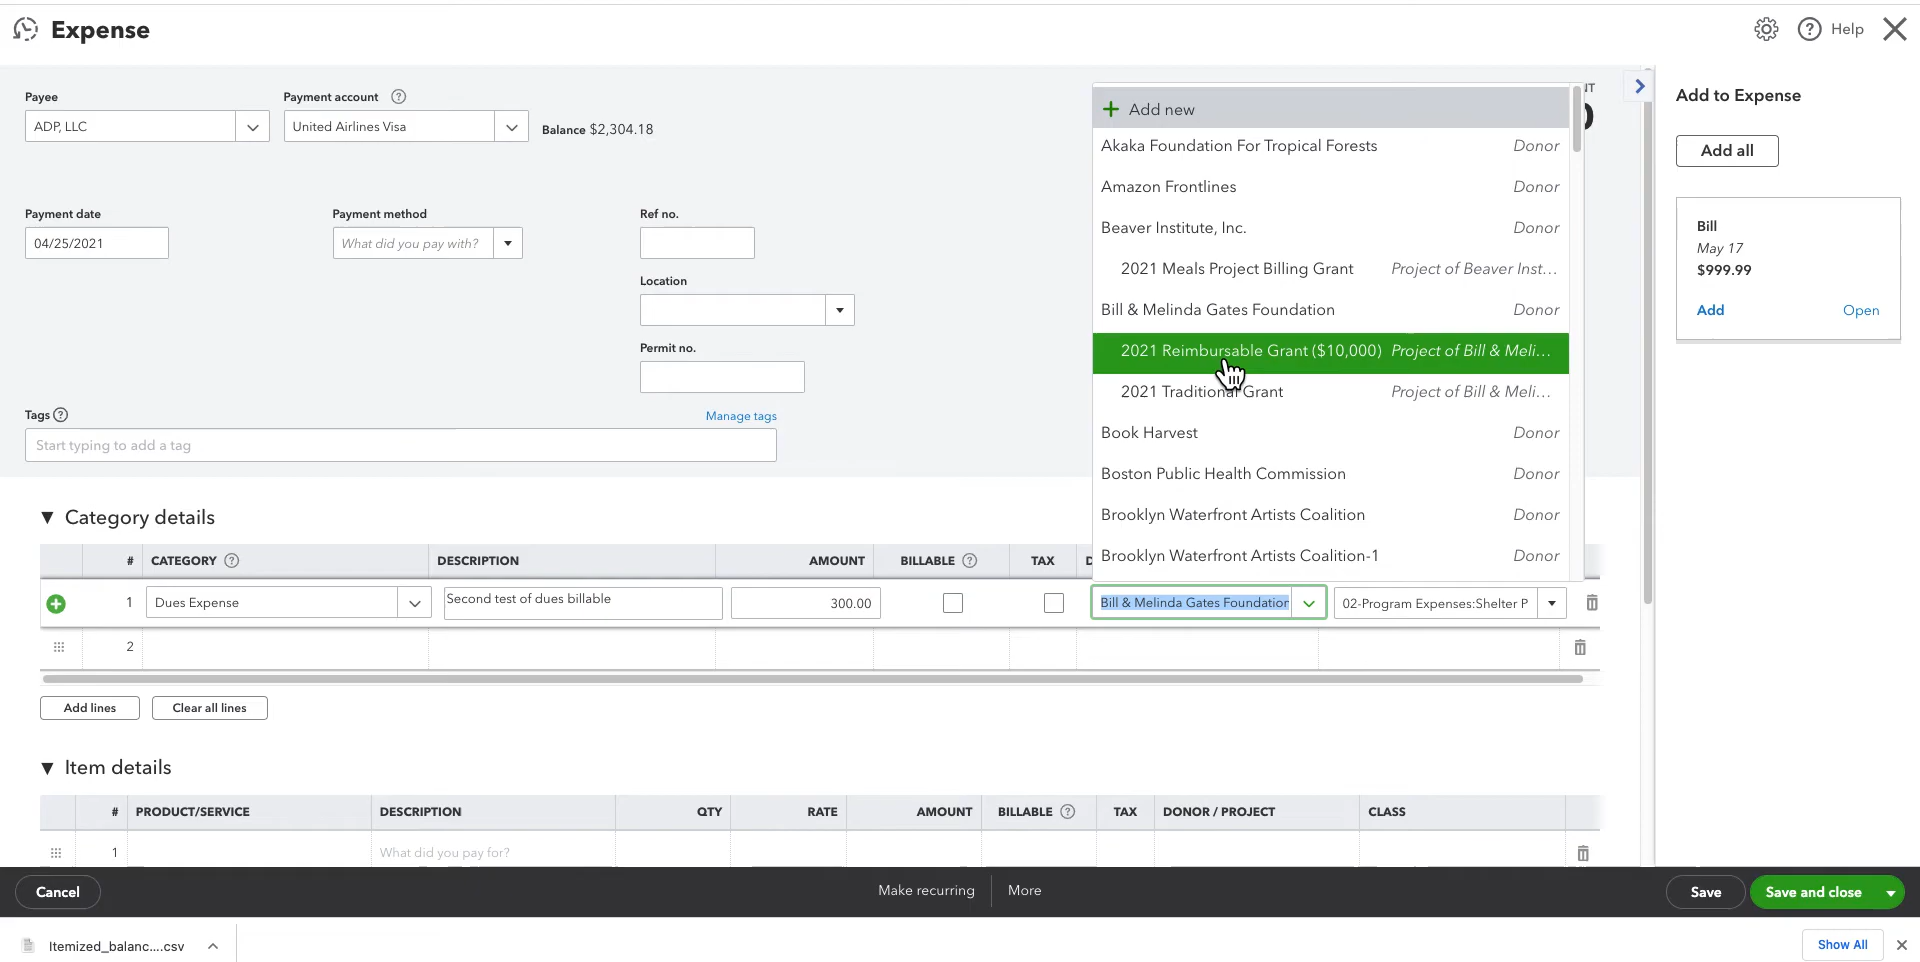 Expense
Help
Payee
Payment account
ADP, LLC
United Airlines Visa
Balance $2,304.18
Payment date
Payment method
Ref no.
04/25/2021
What did you pay with?
Location
Permit no.
Tags
Manage tags
Start typing to add a tag
Add new
Akaka Foundation For Tropical Forests Donor
Amazon Frontlines Donor
Beaver Institute, Inc. Donor
2021 Meals Project Billing Grant Project of Beaver Inst...
Bill & Melinda Gates Foundation Donor
2021 Reimbursable Grant ($10,000) Project of Bill & Meli...
2021 Traditional Grant Project of Bill & Meli...
Book Harvest Donor
Boston Public Health Commission Donor
Brooklyn Waterfront Artists Coalition Donor
Brooklyn Waterfront Artists Coalition-1 Donor
Add to Expense
Add all
Bill
May 17
$999.99
Add Open
Category details
# CATEGORY DESCRIPTION AMOUNT BILLABLE TAX
1 Dues Expense Second test of dues billable 300.00 Bill & Melinda Gates Foundation 02-Program Expenses:Shelter P
2
Add lines Clear all lines
Item details
# PRODUCT/SERVICE DESCRIPTION QTY RATE AMOUNT BILLABLE TAX DONOR / PROJECT CLASS
1 What did you pay for?
Cancel Make recurring More Save Save and close
Itemized_balanc....csv Show All